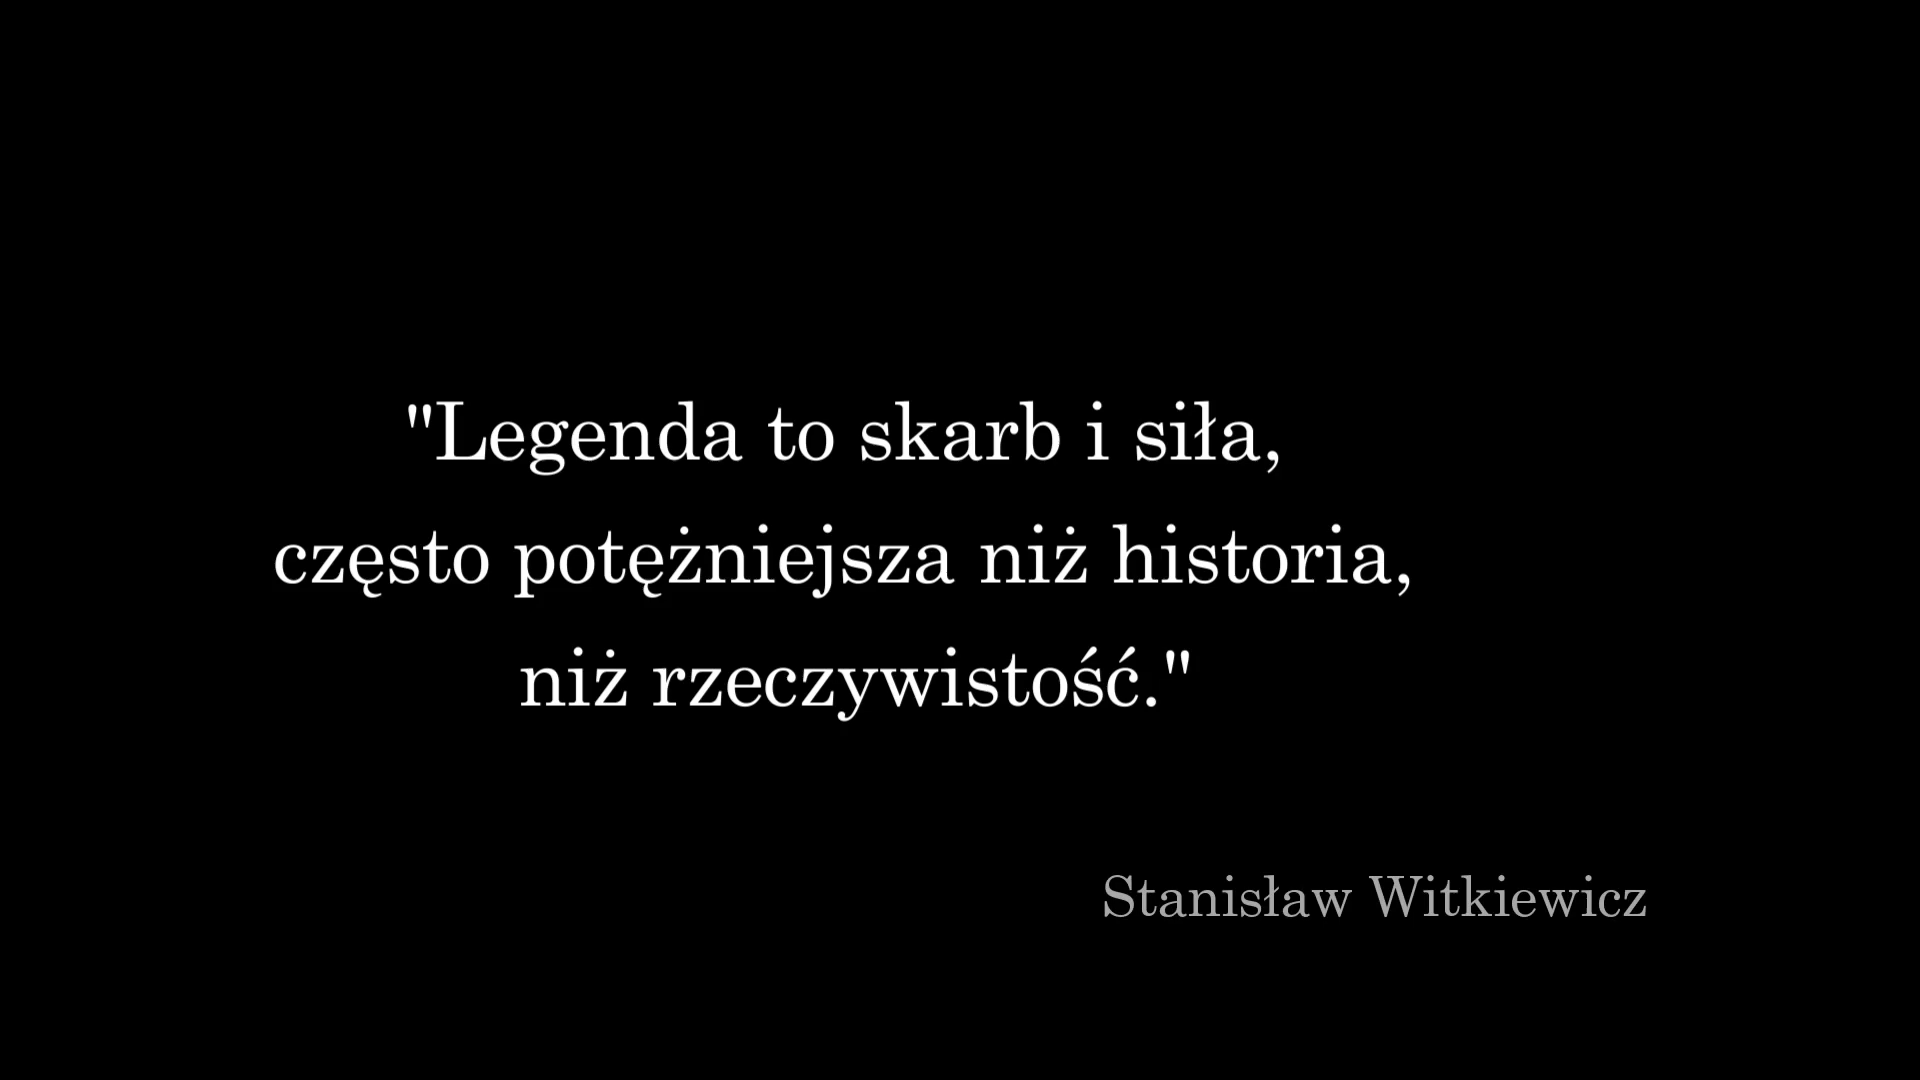 "Legenda to skarb i siła,
często potężniejsza niż historia,
niż rzeczywistość."
Stanisław Witkiewicz